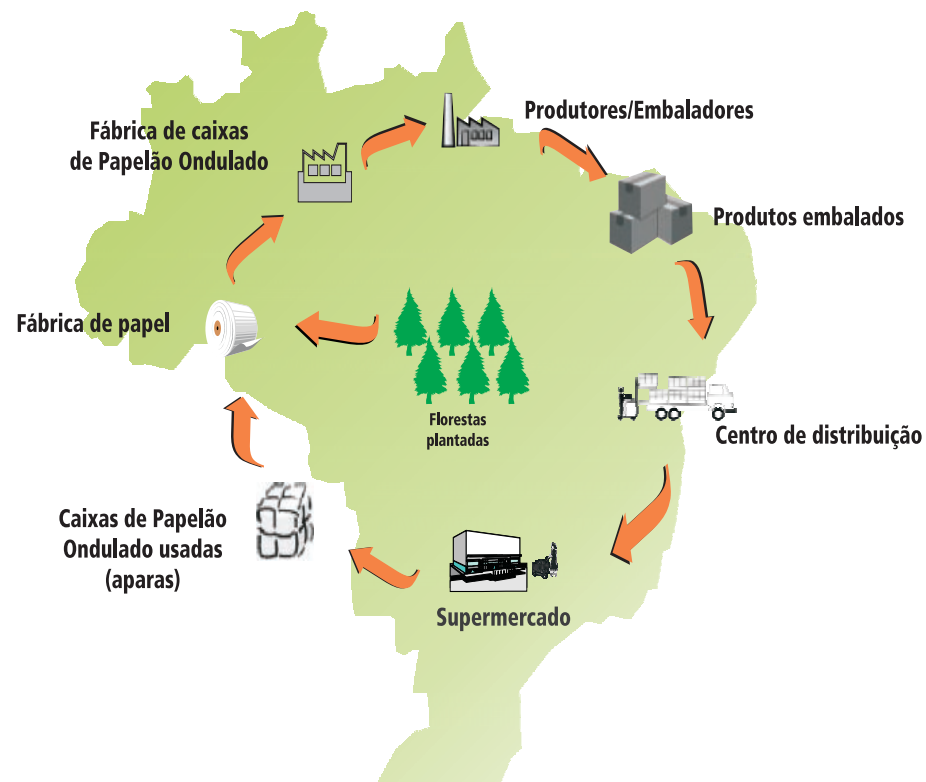 Produtores/Embaladores
Fábrica de caixas
de Papelão Ondulado
Produtos embalados
Fábrica de papel
Florestas
plantadas
Centro de distribuição
Caixas de Papelão
Ondulado usadas
(aparas)
Supermercado